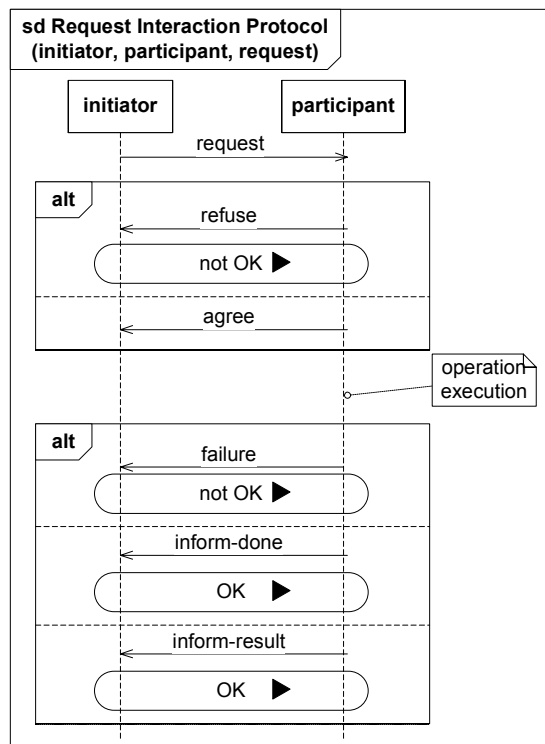 sd Request Interaction Protocol
(initiator, participant, request)
initiator
participant
request
alt
refuse
not OK
agree
operation
execution
alt
failure
not OK
inform-done
OK
inform-result
OK